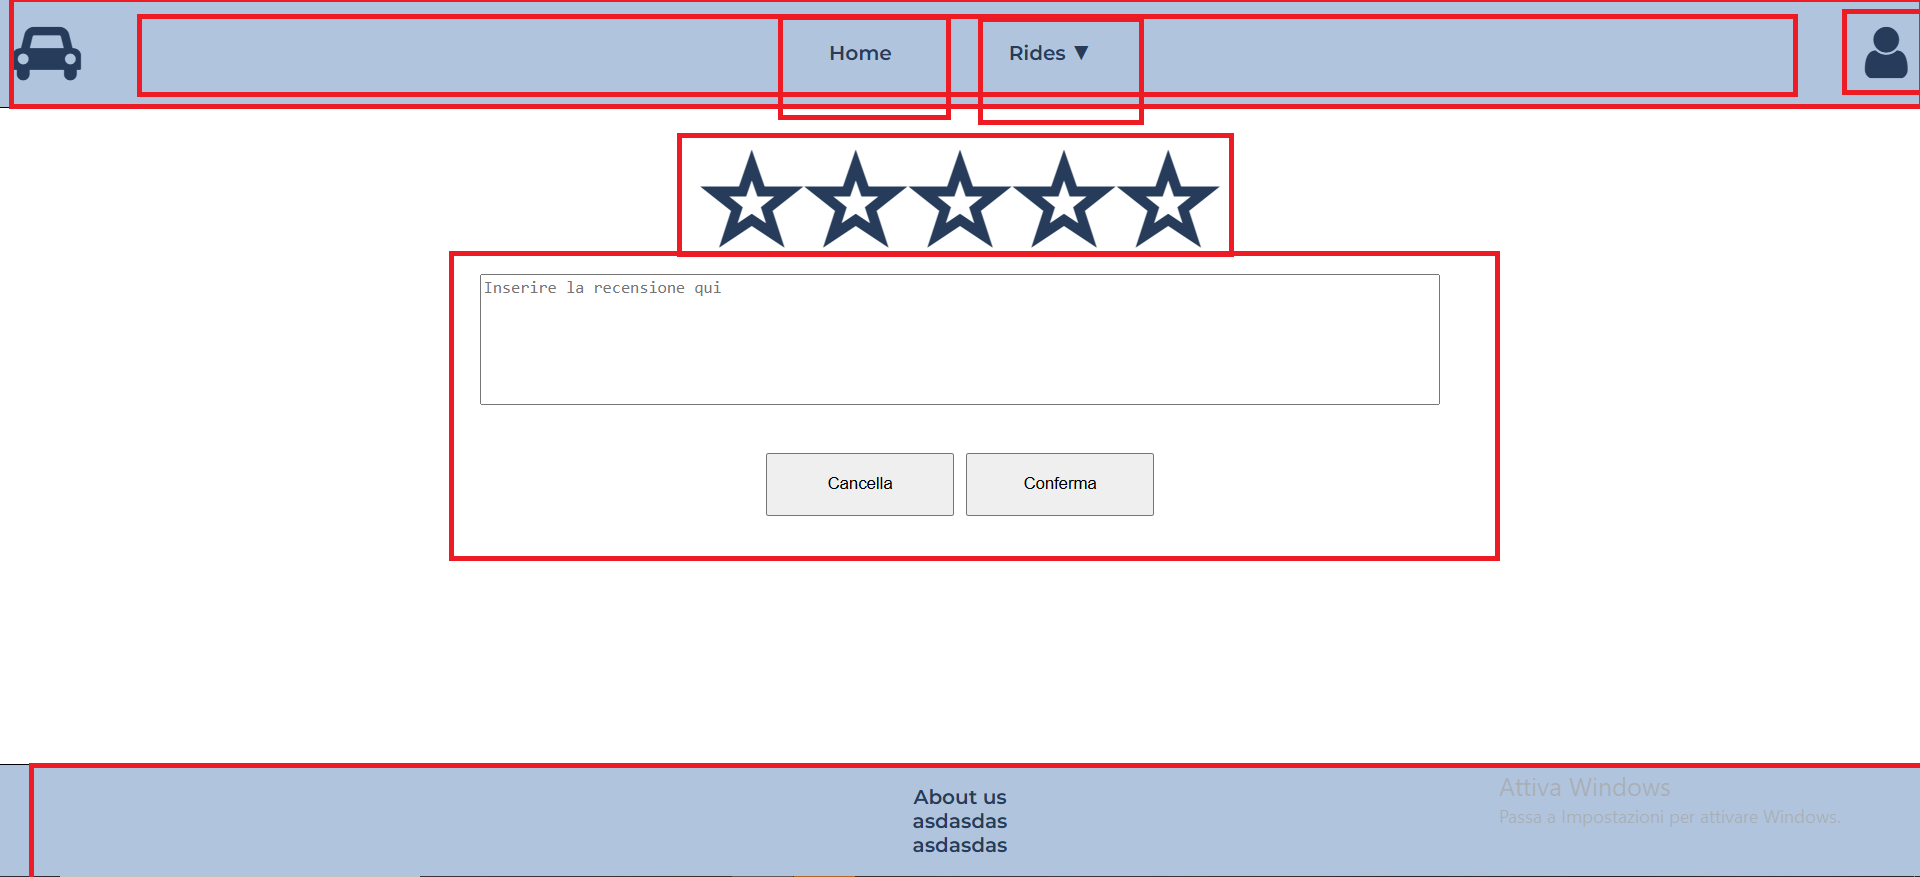 Home
Rides ▼
Inserire la recensione qui
Cancella
Conferma
About us
asdasdas
asdasdas
Attiva Windows
Passa a Impostazioni per attivare Windows.